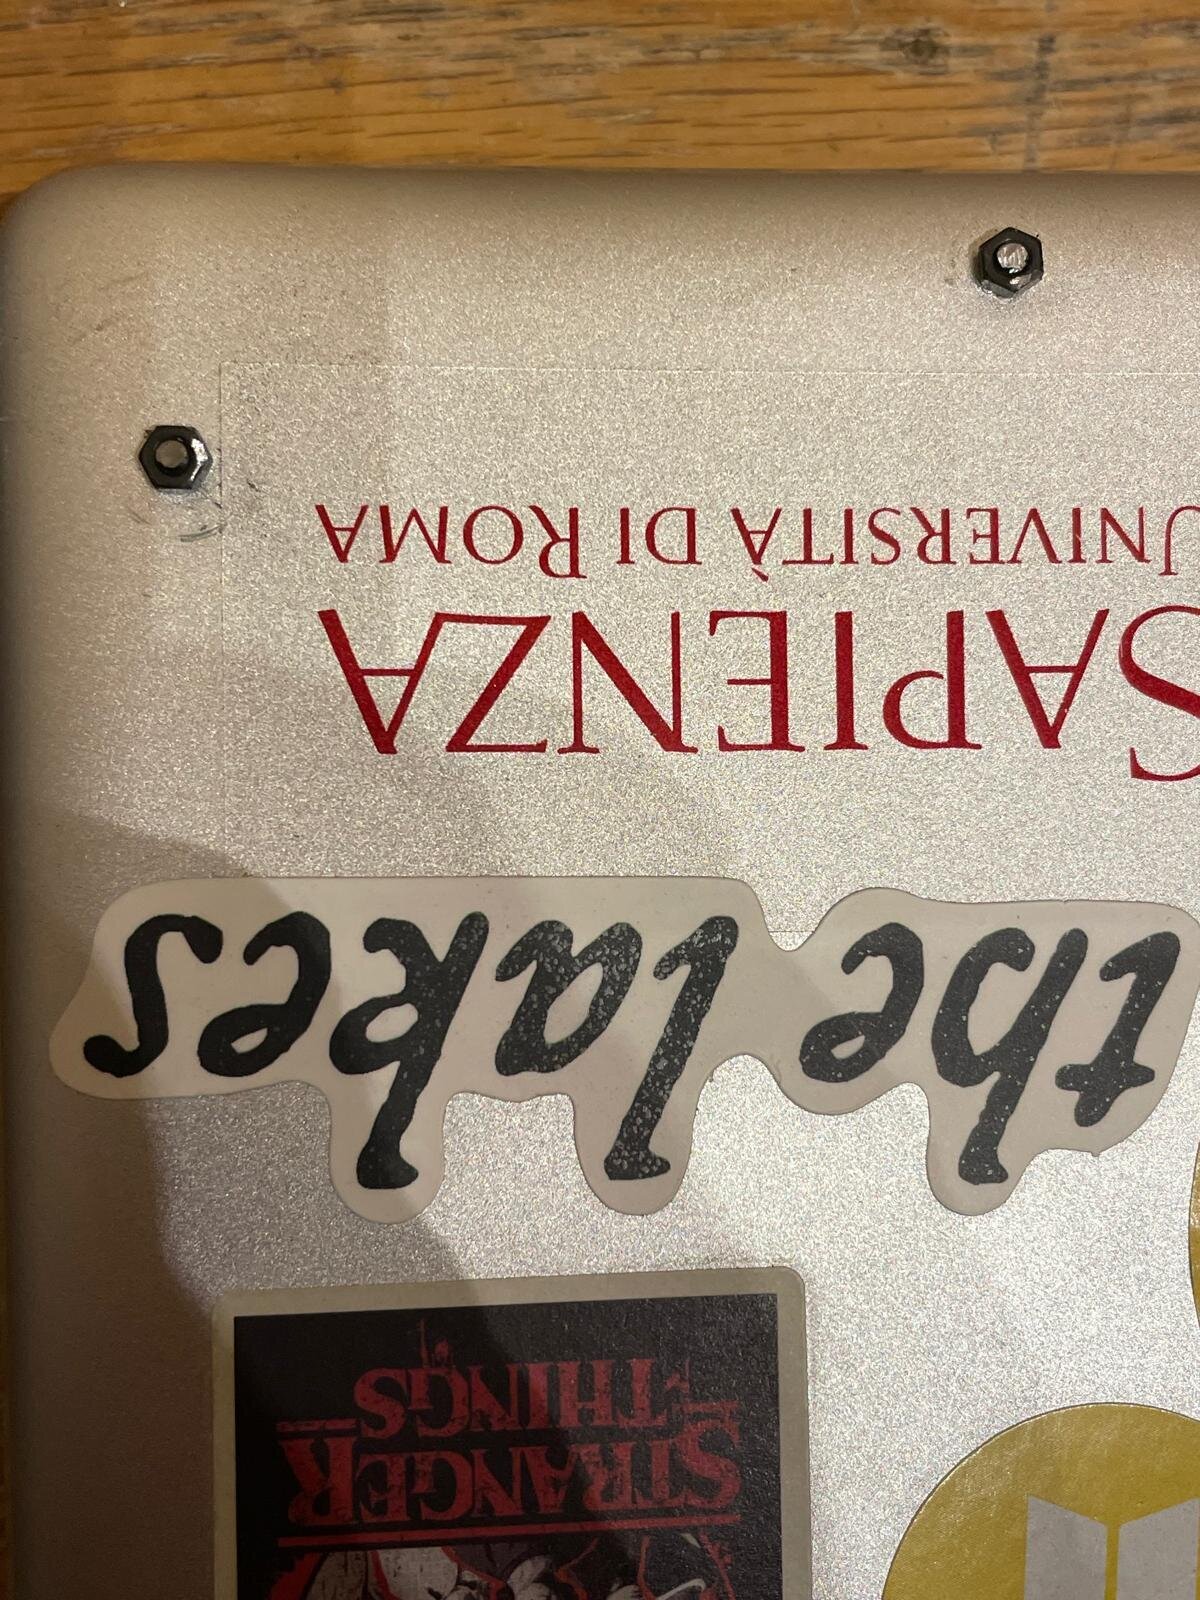 SAPIENZA
UNIVERSITÀ DI ROMA
the lakes
STRANGER
THINGS